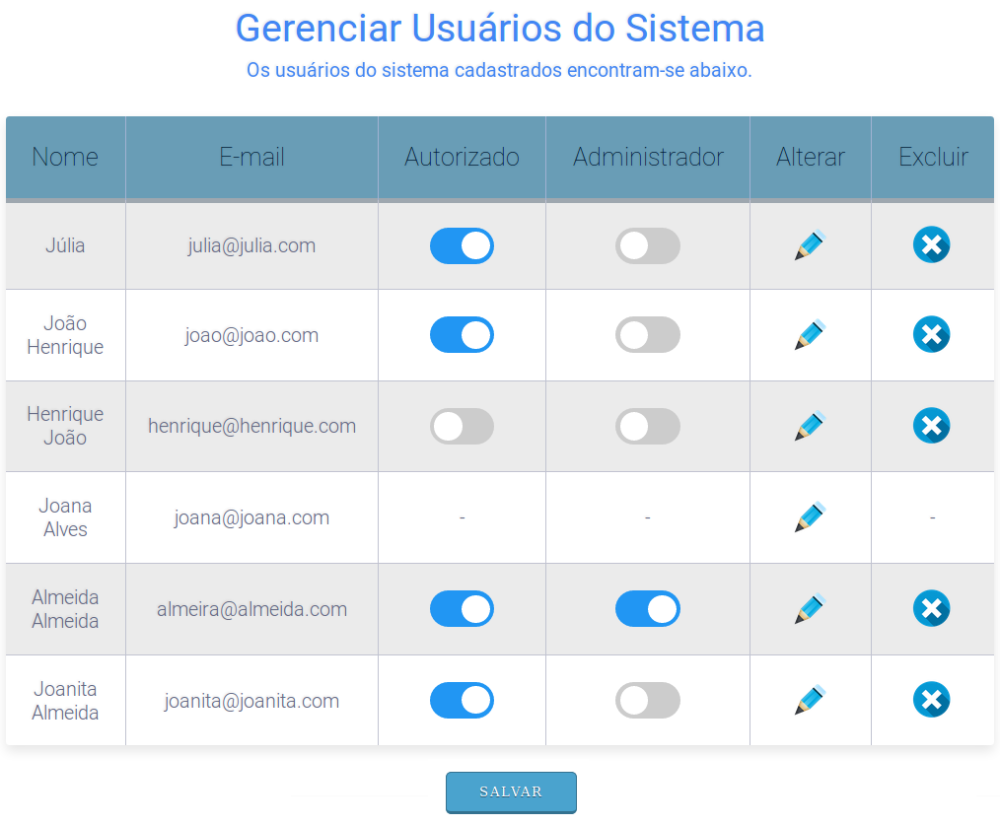 Gerenciar Usuários do Sistema
Os usuários do sistema cadastrados encontram-se abaixo.
Nome E-mail Autorizado Administrador Alterar Excluir
Júlia julia@julia.com
João
Henrique
joao@joao.com
Henrique
João
henrique@henrique.com
Joana
Alves
joana@joana.com - - -
Almeida
Almeida
almeira@almeida.com
Joanita
Almeida
joanita@joanita.com
SALVAR